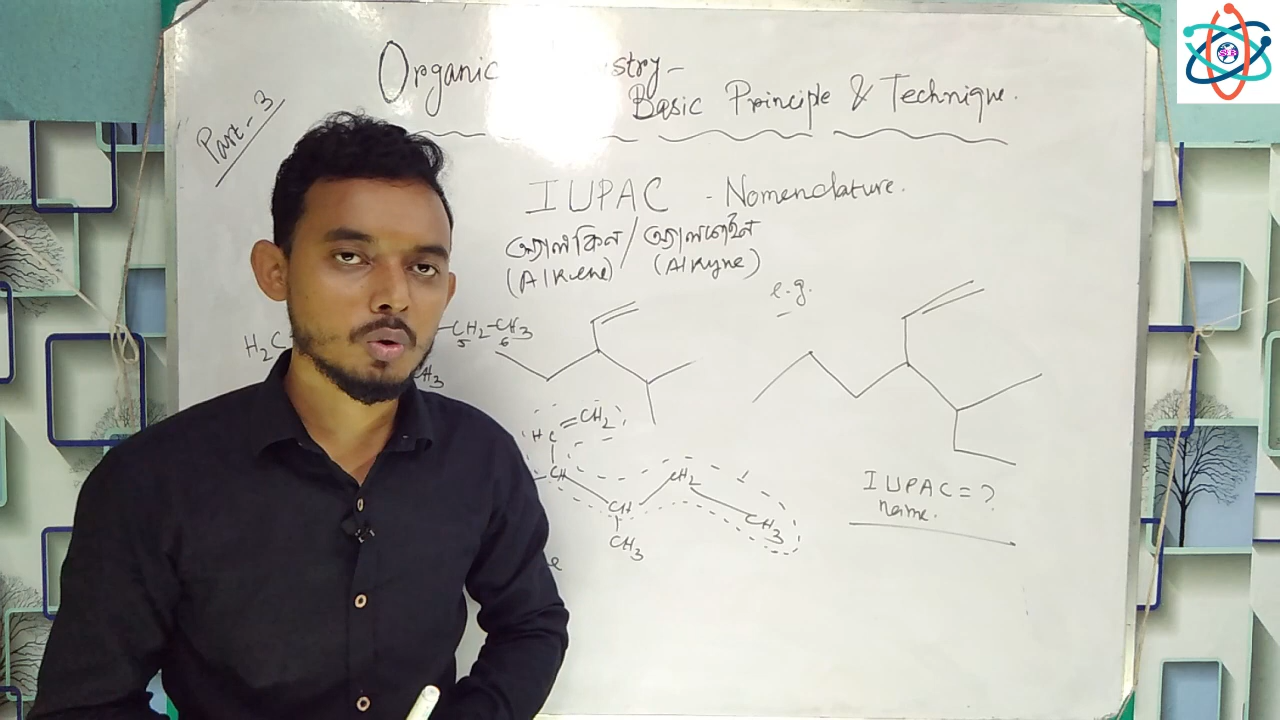 Part-3
Organic stry-
Basic Principle & Technique.
IUPAC - Nomenclature.
অ্যালকিন / অ্যালকাইন
(Alkene) (Alkyne)
e.g.
H2C -CH2-CH3
5 6
CH3
HC=CH2
CH
CH CH2
CH3 CH3
IUPAC = ?
name.